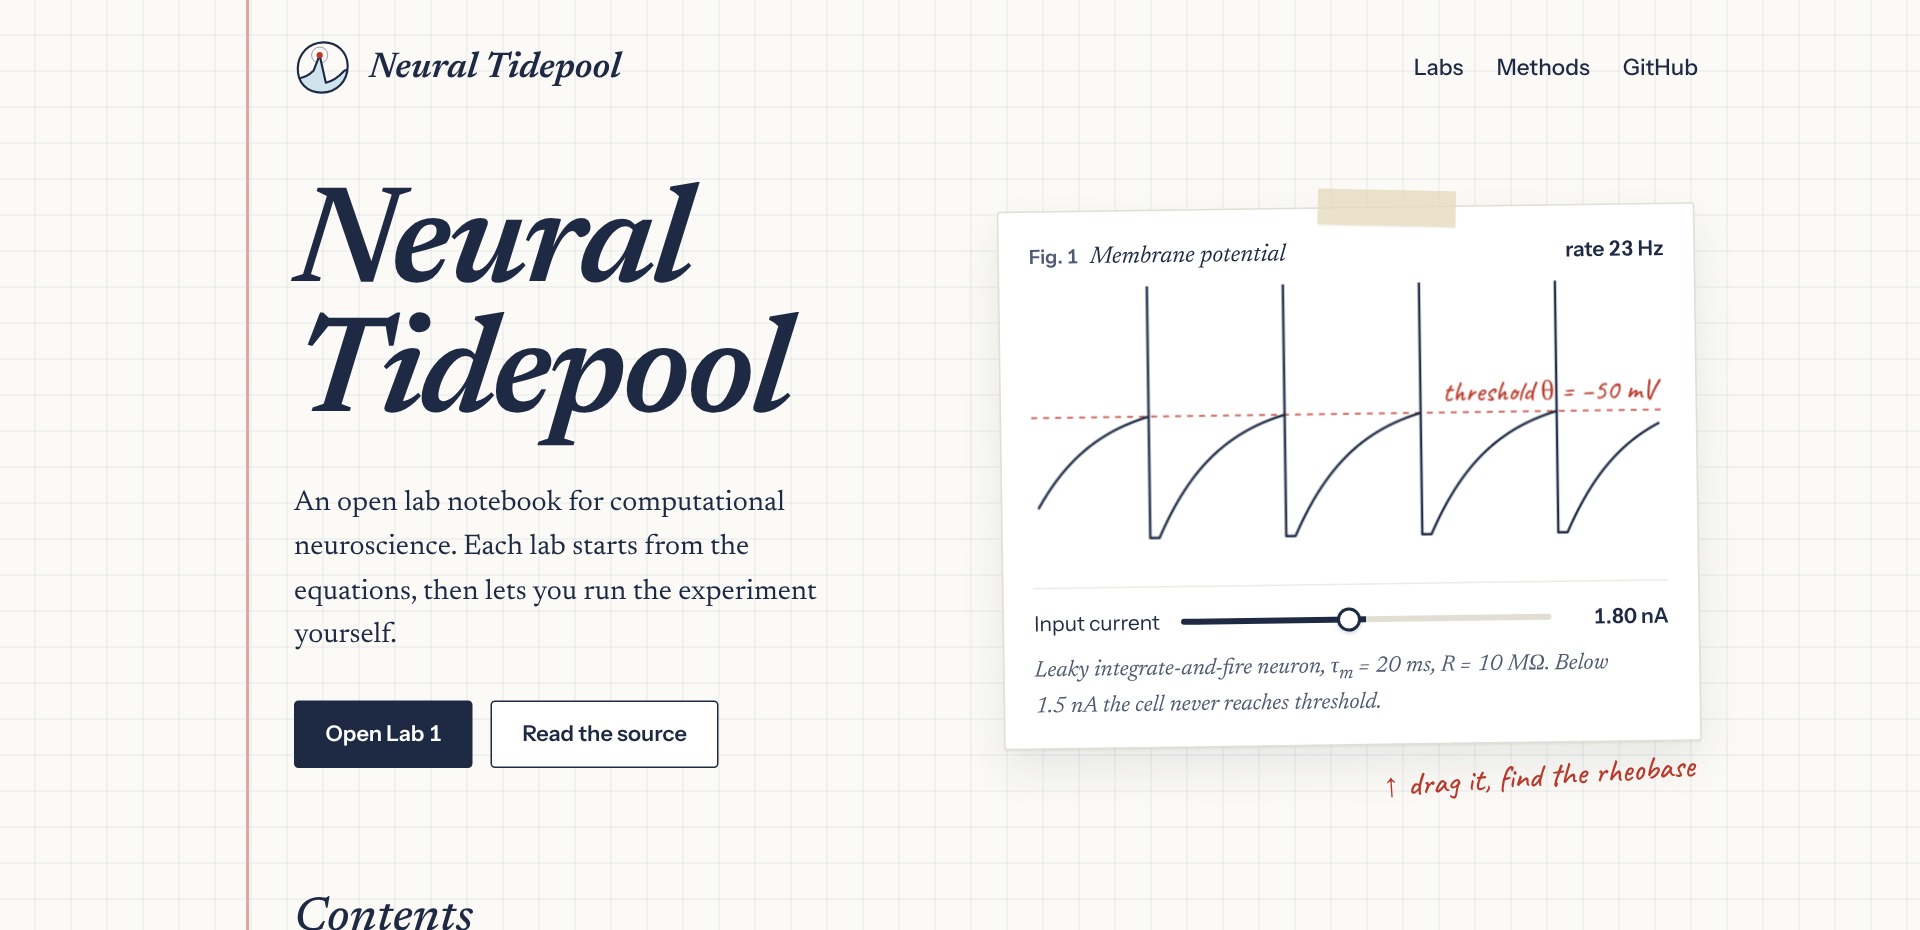 Neural Tidepool
Labs Methods GitHub
Neural
Tidepool
An open lab notebook for computational
neuroscience. Each lab starts from the
equations, then lets you run the experiment
yourself.
Open Lab 1 Read the source
Fig. 1 Membrane potential rate 23 Hz
threshold θ = −50 mV
Input current 1.80 nA
Leaky integrate-and-fire neuron, τm = 20 ms, R = 10 MΩ. Below
1.5 nA the cell never reaches threshold.
↑ drag it, find the rheobase
Contents